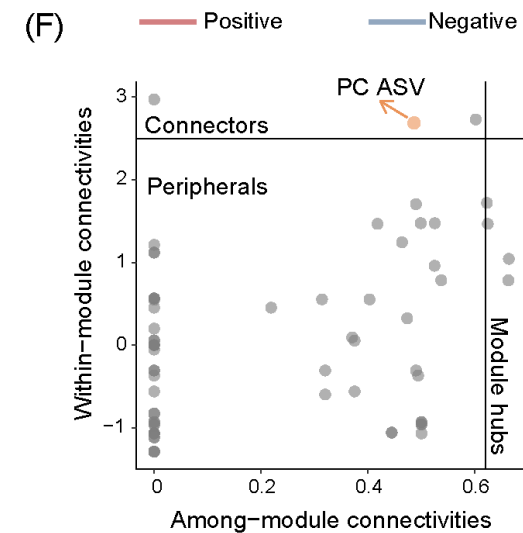 (F)
Positive
Negative
PC ASV
Connectors
Peripherals
Module hubs
Within−module connectivities
3
2
1
0
−1
0
0.2
0.4
0.6
Among−module connectivities